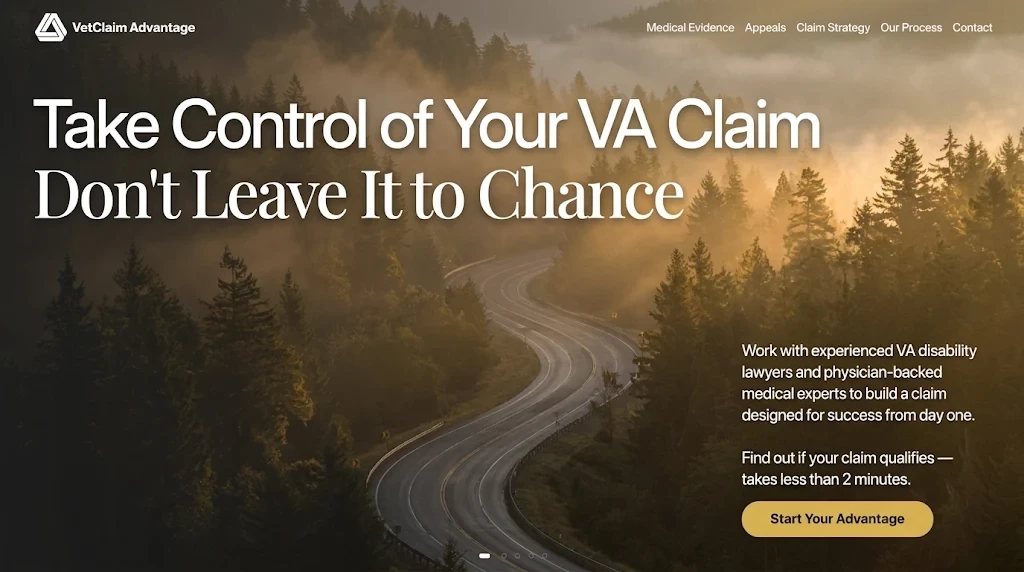 VetClaim Advantage
Medical Evidence Appeals Claim Strategy Our Process Contact
Take Control of Your VA Claim
Don't Leave It to Chance
Work with experienced VA disability
lawyers and physician-backed
medical experts to build a claim
designed for success from day one.
Find out if your claim qualifies —
takes less than 2 minutes.
Start Your Advantage